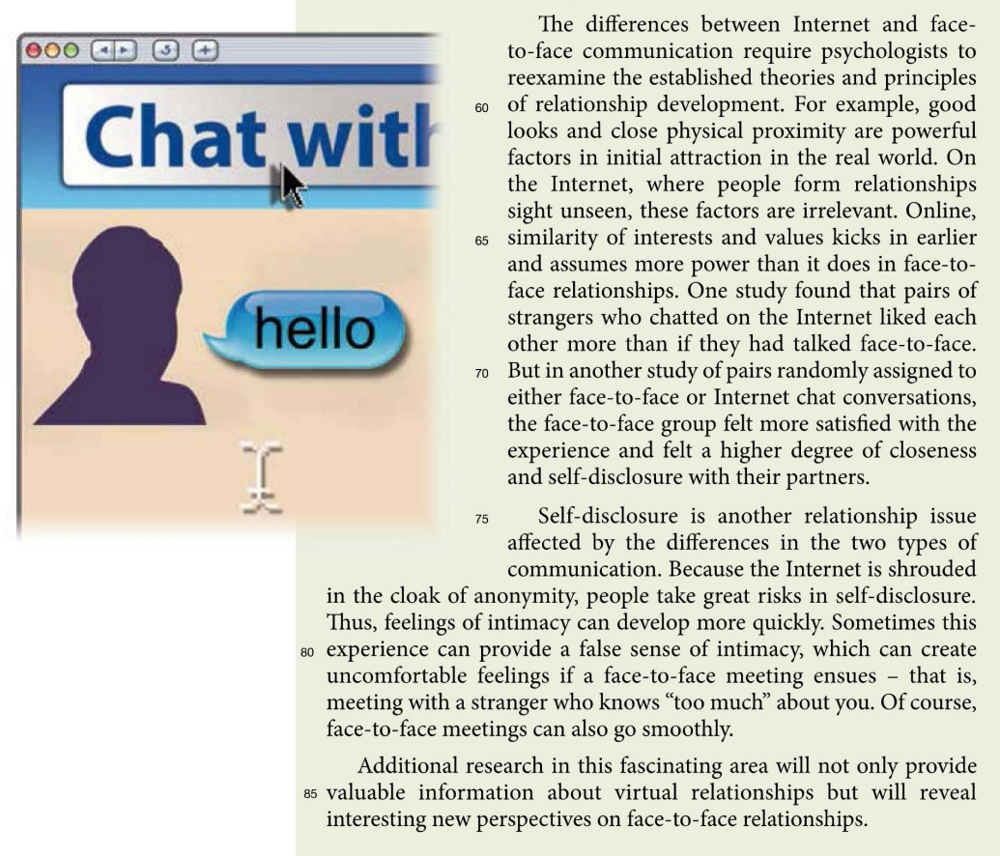 Chat with
hello
The differences between Internet and face-
to-face communication require psychologists to
reexamine the established theories and principles
60 of relationship development. For example, good
looks and close physical proximity are powerful
factors in initial attraction in the real world. On
the Internet, where people form relationships
sight unseen, these factors are irrelevant. Online,
65 similarity of interests and values kicks in earlier
and assumes more power than it does in face-to-
face relationships. One study found that pairs of
strangers who chatted on the Internet liked each
other more than if they had talked face-to-face.
70 But in another study of pairs randomly assigned to
either face-to-face or Internet chat conversations,
the face-to-face group felt more satisfied with the
experience and felt a higher degree of closeness
and self-disclosure with their partners.
75 Self-disclosure is another relationship issue
affected by the differences in the two types of
communication. Because the Internet is shrouded
in the cloak of anonymity, people take great risks in self-disclosure.
Thus, feelings of intimacy can develop more quickly. Sometimes this
80 experience can provide a false sense of intimacy, which can create
uncomfortable feelings if a face-to-face meeting ensues – that is,
meeting with a stranger who knows “too much” about you. Of course,
face-to-face meetings can also go smoothly.
Additional research in this fascinating area will not only provide
85 valuable information about virtual relationships but will reveal
interesting new perspectives on face-to-face relationships.